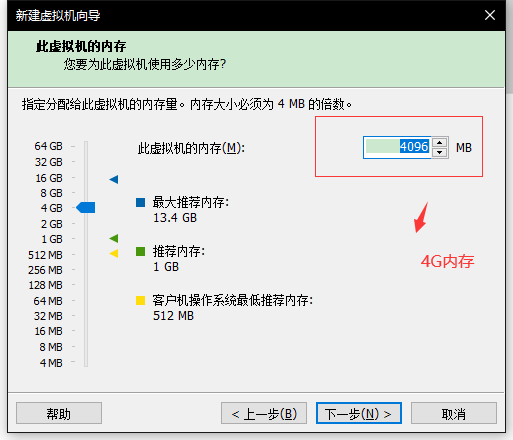 新建虚拟机向导
此虚拟机的内存
您要为此虚拟机使用多少内存?
指定分配给此虚拟机的内存量。内存大小必须为 4 MB 的倍数。
64 GB
32 GB
16 GB
8 GB
4 GB
2 GB
1 GB
512 MB
256 MB
128 MB
64 MB
32 MB
16 MB
8 MB
4 MB
此虚拟机的内存(M):
4096 MB
最大推荐内存:
13.4 GB
推荐内存:
1 GB
客户机操作系统最低推荐内存:
512 MB
4G内存
帮助
< 上一步(B)
下一步(N) >
取消